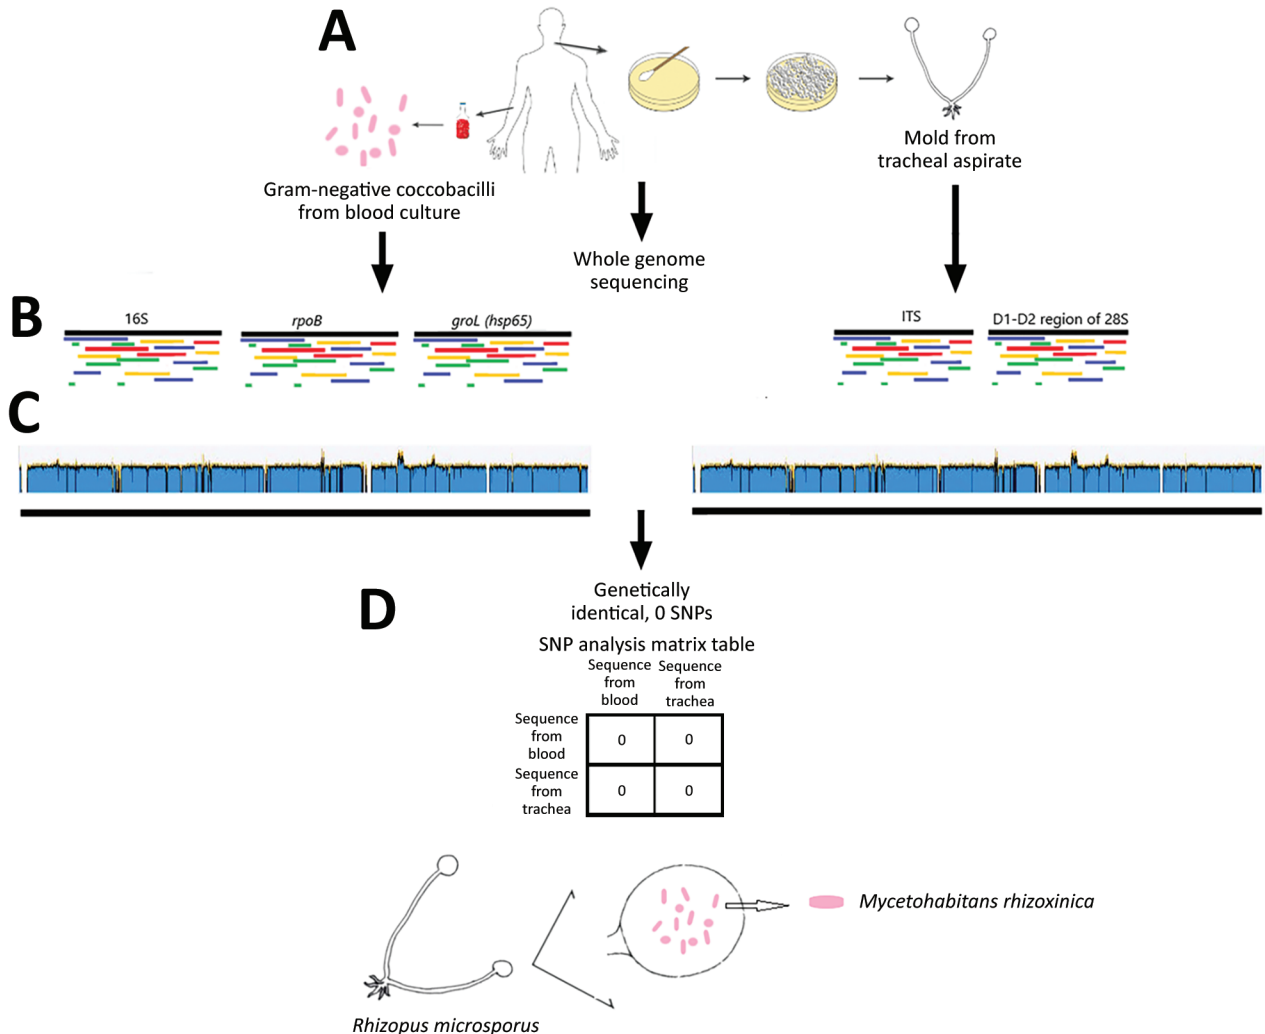 A
Mold from
tracheal aspirate
Gram-negative coccobacilli
from blood culture
Whole genome
sequencing
B
16S
rpoB
groL (hsp65)
ITS
D1-D2 region of 28S
C
Genetically
identical, 0 SNPs
D
SNP analysis matrix table
Sequence
from
blood
Sequence
from
trachea
Sequence
from
blood
0
0
Sequence
from
trachea
0
0
Mycetohabitans rhizoxinica
Rhizopus microsporus